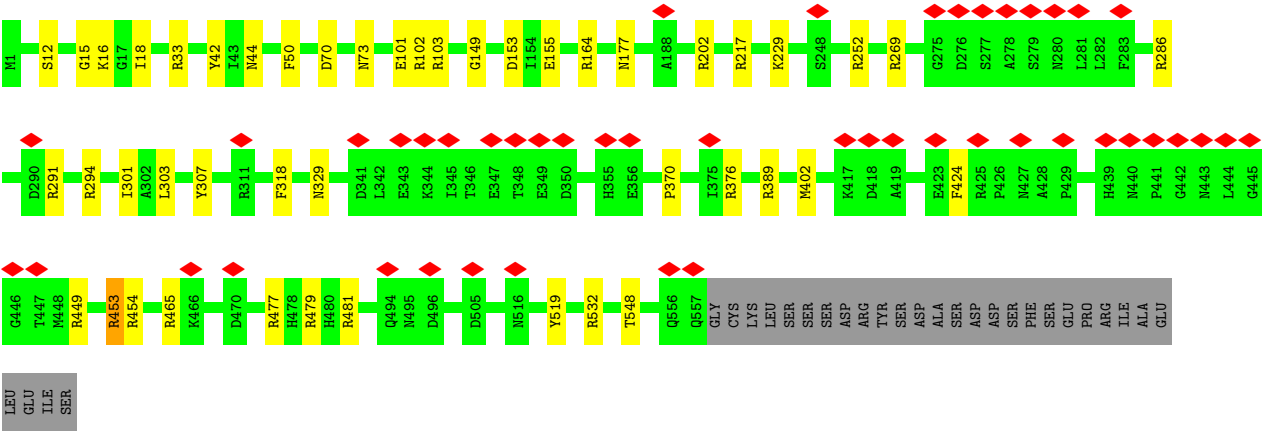 M1 S12 G15 K16 G17 I18 R33 Y42 I43 N44 F50 D70 N73 E101 R102 R103 G149 D153 I154 E155 R164 N177 A188 R202 R217 K229 S248 R252 R269 G275 D276 S277 A278 S279 N280 L281 L282 F283 R286
D290 R291 R294 I301 A302 L303 Y307 R311 F318 N329 D341 L342 E343 K344 I345 T346 E347 T348 E349 D350 H355 E356 P370 I375 R376 R389 M402 K417 D418 A419 E423 F424 R425 P426 N427 A428 P429 H439 N440 P441 G442 N443 L444 G445
G446 T447 M448 R449 R453 R454 R465 K466 D470 R477 H478 R479 H480 R481 Q494 N495 D496 D505 N516 Y519 R532 T548 Q556 Q557 GLY CYS LYS LEU SER SER SER ASP ARG TYR SER ASP ALA SER ASP ASP SER PHE SER GLU PRO ARG ILE ALA GLU
LEU GLU ILE SER